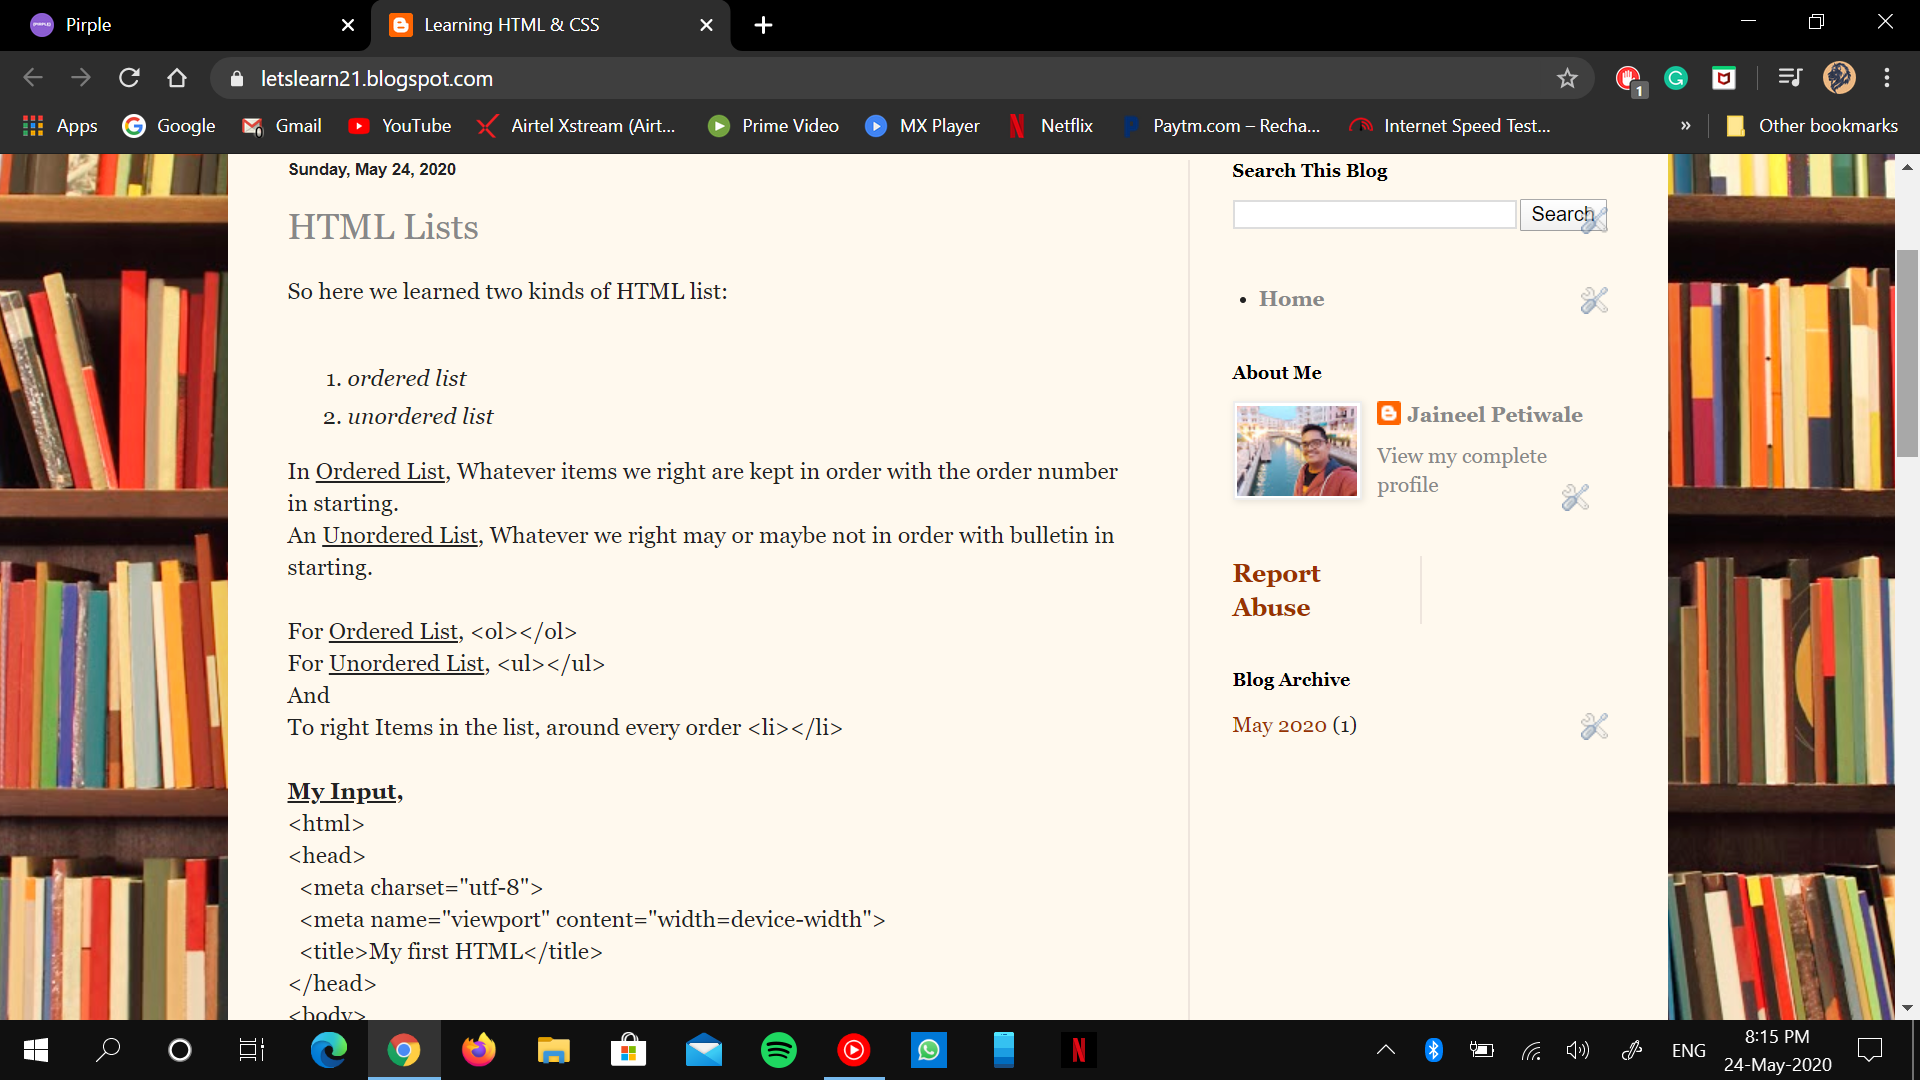 Pirple
Learning HTML & CSS
letslearn21.blogspot.com
1
Apps
Google
Gmail
YouTube
Airtel Xstream (Airt...
Prime Video
MX Player
Netflix
Paytm.com – Recha...
Internet Speed Test...
»
Other bookmarks
Sunday, May 24, 2020
HTML Lists
So here we learned two kinds of HTML list:
1. ordered list
2. unordered list
In Ordered List, Whatever items we right are kept in order with the order number
in starting.
An Unordered List, Whatever we right may or maybe not in order with bulletin in
starting.
For Ordered List, <ol></ol>
For Unordered List, <ul></ul>
And
To right Items in the list, around every order <li></li>
My Input,
<html>
<head>
<meta charset="utf-8">
<meta name="viewport" content="width=device-width">
<title>My first HTML</title>
</head>
<body>
Search This Blog
Search
• Home
About Me
Jaineel Petiwale
View my complete
profile
Report
Abuse
Blog Archive
May 2020 (1)
ENG
8:15 PM
24-May-2020